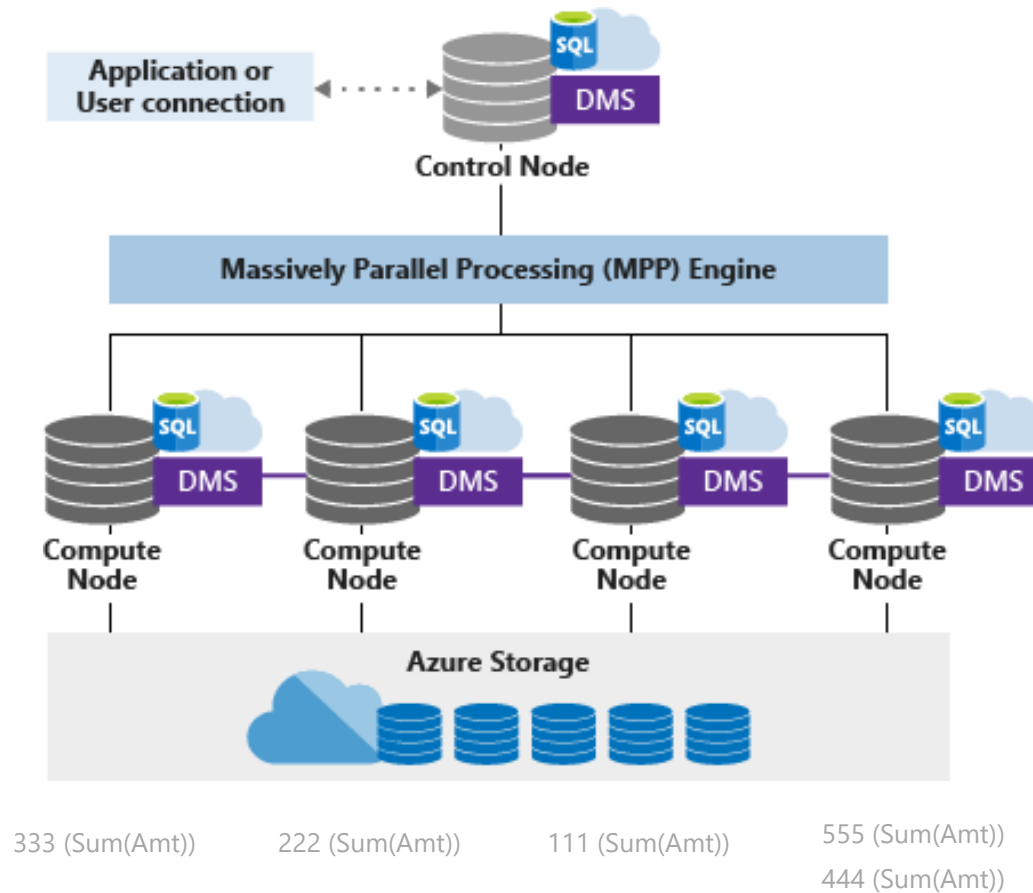 SQL
Application or
User connection
DMS
Control Node
Massively Parallel Processing (MPP) Engine
SQL
SQL
SQL
SQL
DMS
DMS
DMS
DMS
Compute
Node
Compute
Node
Compute
Node
Compute
Node
Azure Storage
333 (Sum(Amt))
222 (Sum(Amt))
111 (Sum(Amt))
555 (Sum(Amt))
444 (Sum(Amt))